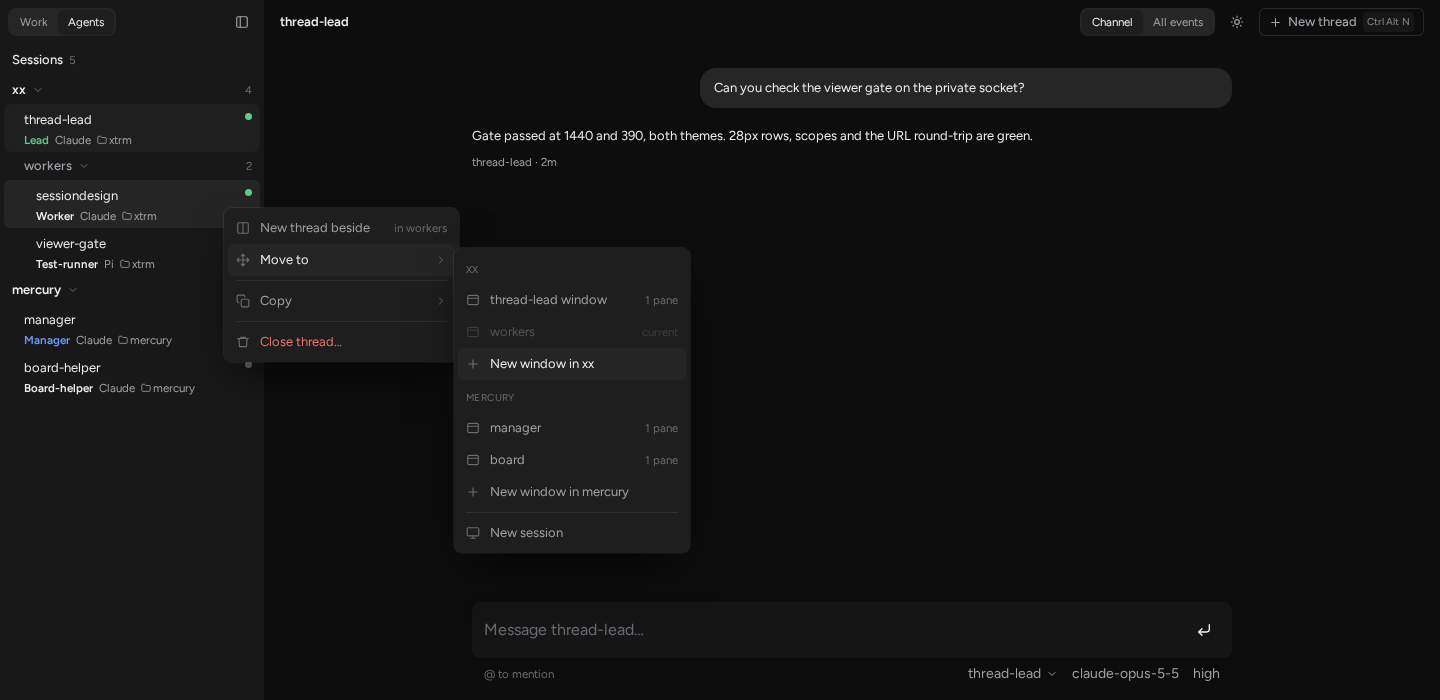 Work Agents
Sessions 5
xx 4
thread-lead
Lead Claude xtrm
workers 2
sessiondesign
Worker Claude xtrm
viewer-gate
Test-runner Pi xtrm
mercury
manager
Manager Claude mercury
board-helper
Board-helper Claude mercury
thread-lead
Channel All events
New thread Ctrl Alt N
Can you check the viewer gate on the private socket?
Gate passed at 1440 and 390, both themes. 28px rows, scopes and the URL round-trip are green.
thread-lead · 2m
New thread beside in workers
Move to
Copy
Close thread...
XX
thread-lead window 1 pane
workers current
New window in xx
MERCURY
manager 1 pane
board 1 pane
New window in mercury
New session
Message thread-lead...
@ to mention
thread-lead claude-opus-5-5 high